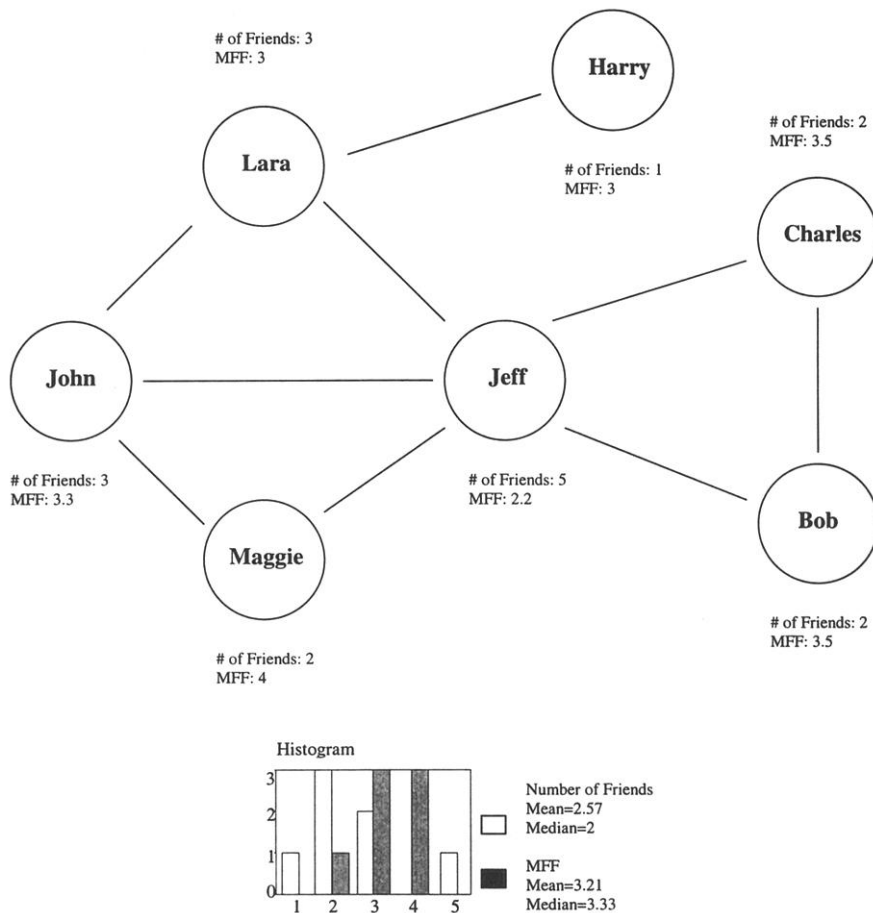 # of Friends: 3
MFF: 3
Harry
# of Friends: 2
MFF: 3.5
Lara
# of Friends: 1
MFF: 3
Charles
John
Jeff
# of Friends: 3
MFF: 3.3
# of Friends: 5
MFF: 2.2
Bob
Maggie
# of Friends: 2
MFF: 3.5
# of Friends: 2
MFF: 4
Histogram
3
2
1
0
1 2 3 4 5
Number of Friends
Mean=2.57
Median=2
MFF
Mean=3.21
Median=3.33